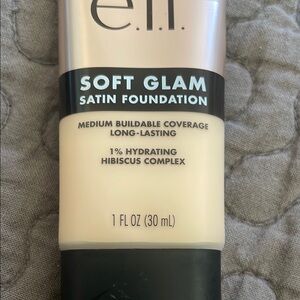 e.l.f.
SOFT GLAM
SATIN FOUNDATION
MEDIUM BUILDABLE COVERAGE
LONG-LASTING
1% HYDRATING
HIBISCUS COMPLEX
1 FL OZ (30 mL)